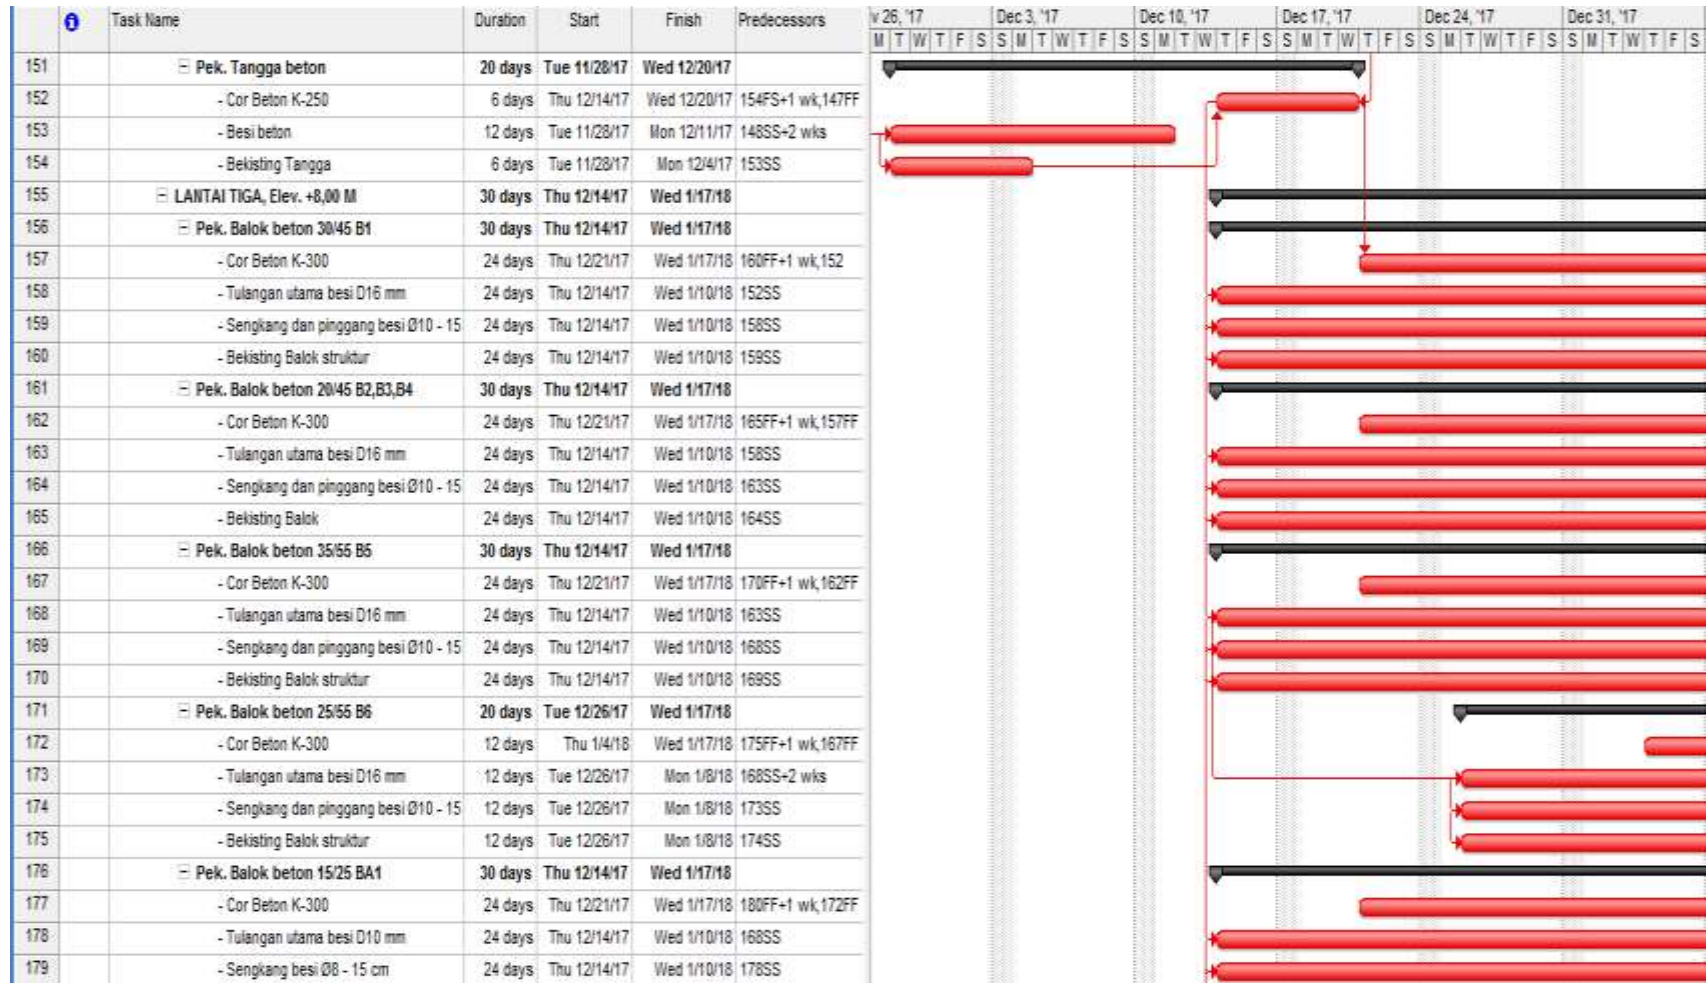 Task Name Duration Start Finish Predecessors v 26, '17 Dec 3, '17 Dec 10, '17 Dec 17, '17 Dec 24, '17 Dec 31, '17
M T W T F S S M T W T F S S M T W T F S S M T W T F S S M T W T F S S M T W T F S
151 Pek. Tangga beton 20 days Tue 11/28/17 Wed 12/20/17
152 - Cor Beton K-250 6 days Thu 12/14/17 Wed 12/20/17 154FS+1 wk,147FF
153 - Besi beton 12 days Tue 11/28/17 Mon 12/11/17 148SS+2 wks
154 - Bekisting Tangga 6 days Tue 11/28/17 Mon 12/4/17 153SS
155 LANTAI TIGA, Elev. +8,00 M 30 days Thu 12/14/17 Wed 1/17/18
156 Pek. Balok beton 30/45 B1 30 days Thu 12/14/17 Wed 1/17/18
157 - Cor Beton K-300 24 days Thu 12/21/17 Wed 1/17/18 160FF+1 wk,152
158 - Tulangan utama besi D16 mm 24 days Thu 12/14/17 Wed 1/10/18 152SS
159 - Sengkang dan pinggang besi Ø10 - 15 24 days Thu 12/14/17 Wed 1/10/18 158SS
160 - Bekisting Balok struktur 24 days Thu 12/14/17 Wed 1/10/18 159SS
161 Pek. Balok beton 20/45 B2,B3,B4 30 days Thu 12/14/17 Wed 1/17/18
162 - Cor Beton K-300 24 days Thu 12/21/17 Wed 1/17/18 165FF+1 wk,157FF
163 - Tulangan utama besi D16 mm 24 days Thu 12/14/17 Wed 1/10/18 158SS
164 - Sengkang dan pinggang besi Ø10 - 15 24 days Thu 12/14/17 Wed 1/10/18 163SS
165 - Bekisting Balok 24 days Thu 12/14/17 Wed 1/10/18 164SS
166 Pek. Balok beton 35/55 B5 30 days Thu 12/14/17 Wed 1/17/18
167 - Cor Beton K-300 24 days Thu 12/21/17 Wed 1/17/18 170FF+1 wk,162FF
168 - Tulangan utama besi D16 mm 24 days Thu 12/14/17 Wed 1/10/18 163SS
169 - Sengkang dan pinggang besi Ø10 - 15 24 days Thu 12/14/17 Wed 1/10/18 168SS
170 - Bekisting Balok struktur 24 days Thu 12/14/17 Wed 1/10/18 169SS
171 Pek. Balok beton 25/55 B6 20 days Tue 12/26/17 Wed 1/17/18
172 - Cor Beton K-300 12 days Thu 1/4/18 Wed 1/17/18 175FF+1 wk,167FF
173 - Tulangan utama besi D16 mm 12 days Tue 12/26/17 Mon 1/8/18 168SS+2 wks
174 - Sengkang dan pinggang besi Ø10 - 15 12 days Tue 12/26/17 Mon 1/8/18 173SS
175 - Bekisting Balok struktur 12 days Tue 12/26/17 Mon 1/8/18 174SS
176 Pek. Balok beton 15/25 BA1 30 days Thu 12/14/17 Wed 1/17/18
177 - Cor Beton K-300 24 days Thu 12/21/17 Wed 1/17/18 180FF+1 wk,172FF
178 - Tulangan utama besi D10 mm 24 days Thu 12/14/17 Wed 1/10/18 168SS
179 - Sengkang besi Ø8 - 15 cm 24 days Thu 12/14/17 Wed 1/10/18 178SS